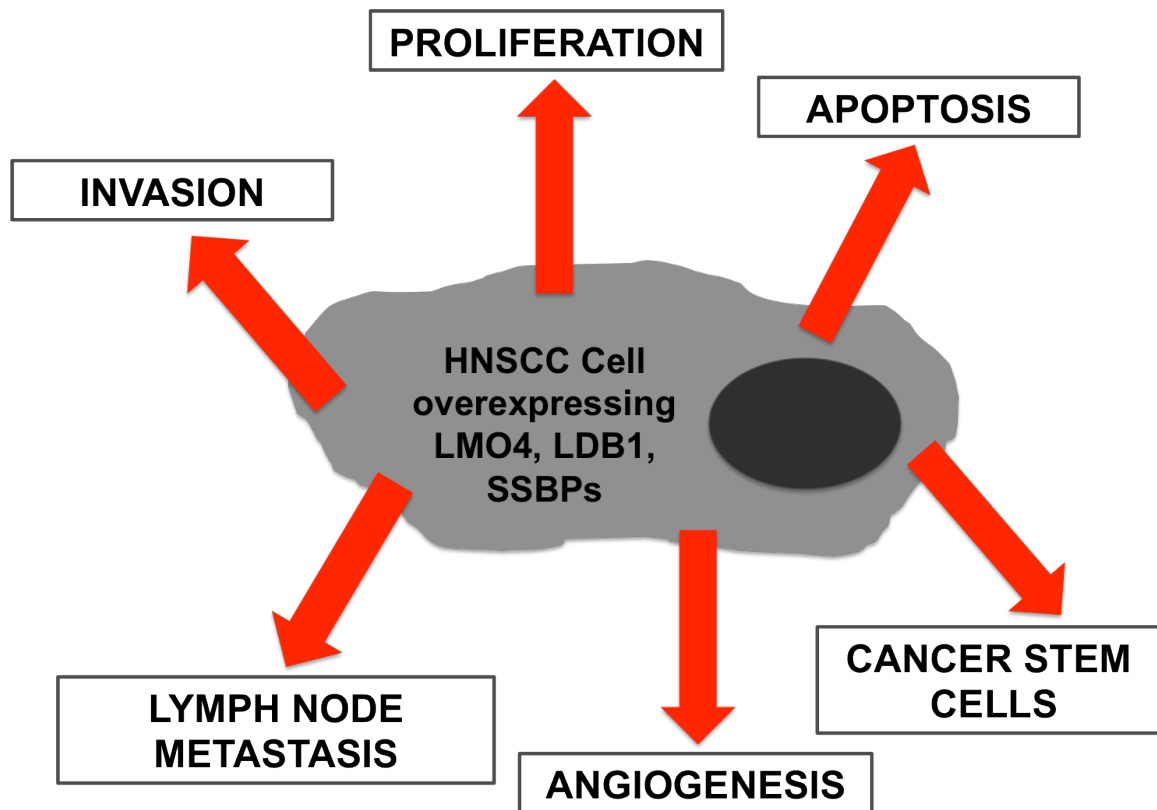 PROLIFERATION
APOPTOSIS
INVASION
HNSCC Cell
overexpressing
LMO4, LDB1,
SSBPs
CANCER STEM
CELLS
LYMPH NODE
METASTASIS
ANGIOGENESIS